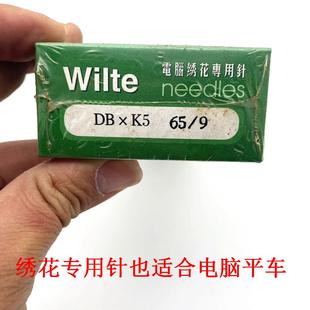 Wilte
電腦绣花專用針
needles
DB × K5 65/9
绣花专用针也适合电脑平车